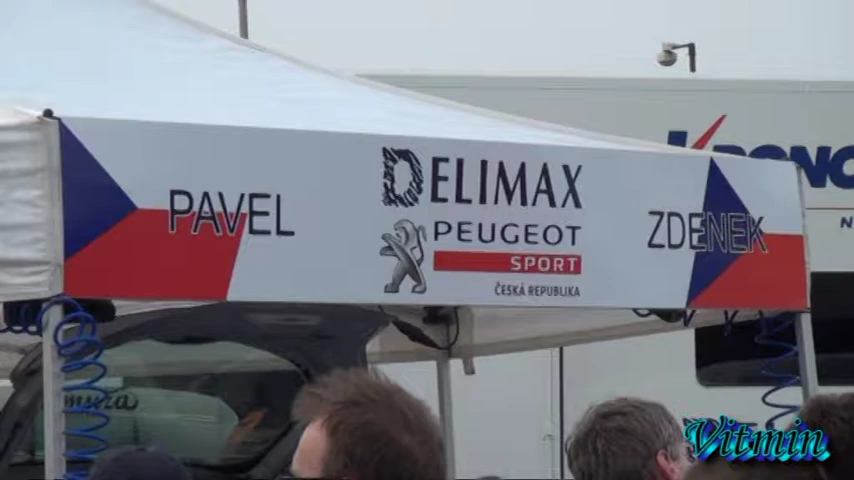 DELIMAX
PAVEL
PEUGEOT
ZDENEK
SPORT
ČESKÁ REPUBLIKA
Vitmin